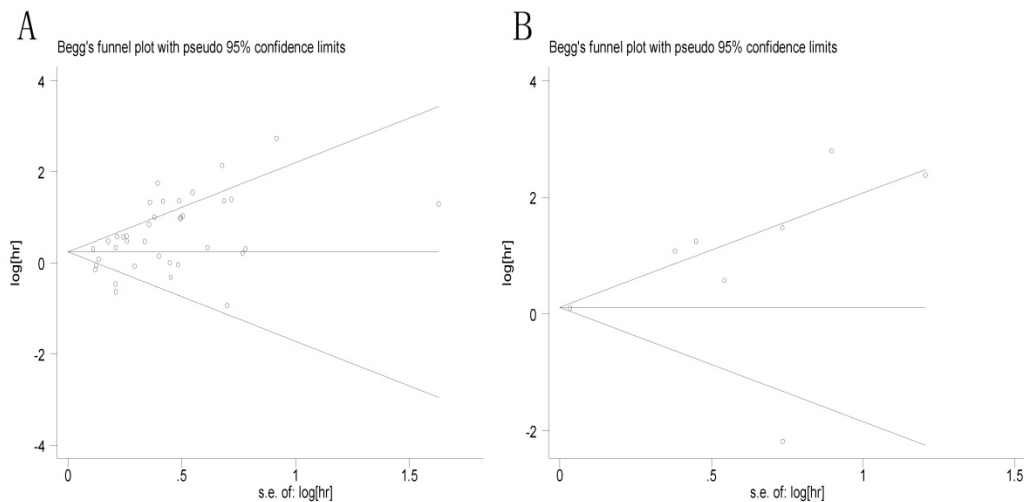 A
Begg's funnel plot with pseudo 95% confidence limits
log[hr]
4
2
0
-2
-4
0
.5
1
1.5
s.e. of: log[hr]
B
Begg's funnel plot with pseudo 95% confidence limits
log[hr]
4
2
0
-2
0
.5
1
1.5
s.e. of: log[hr]